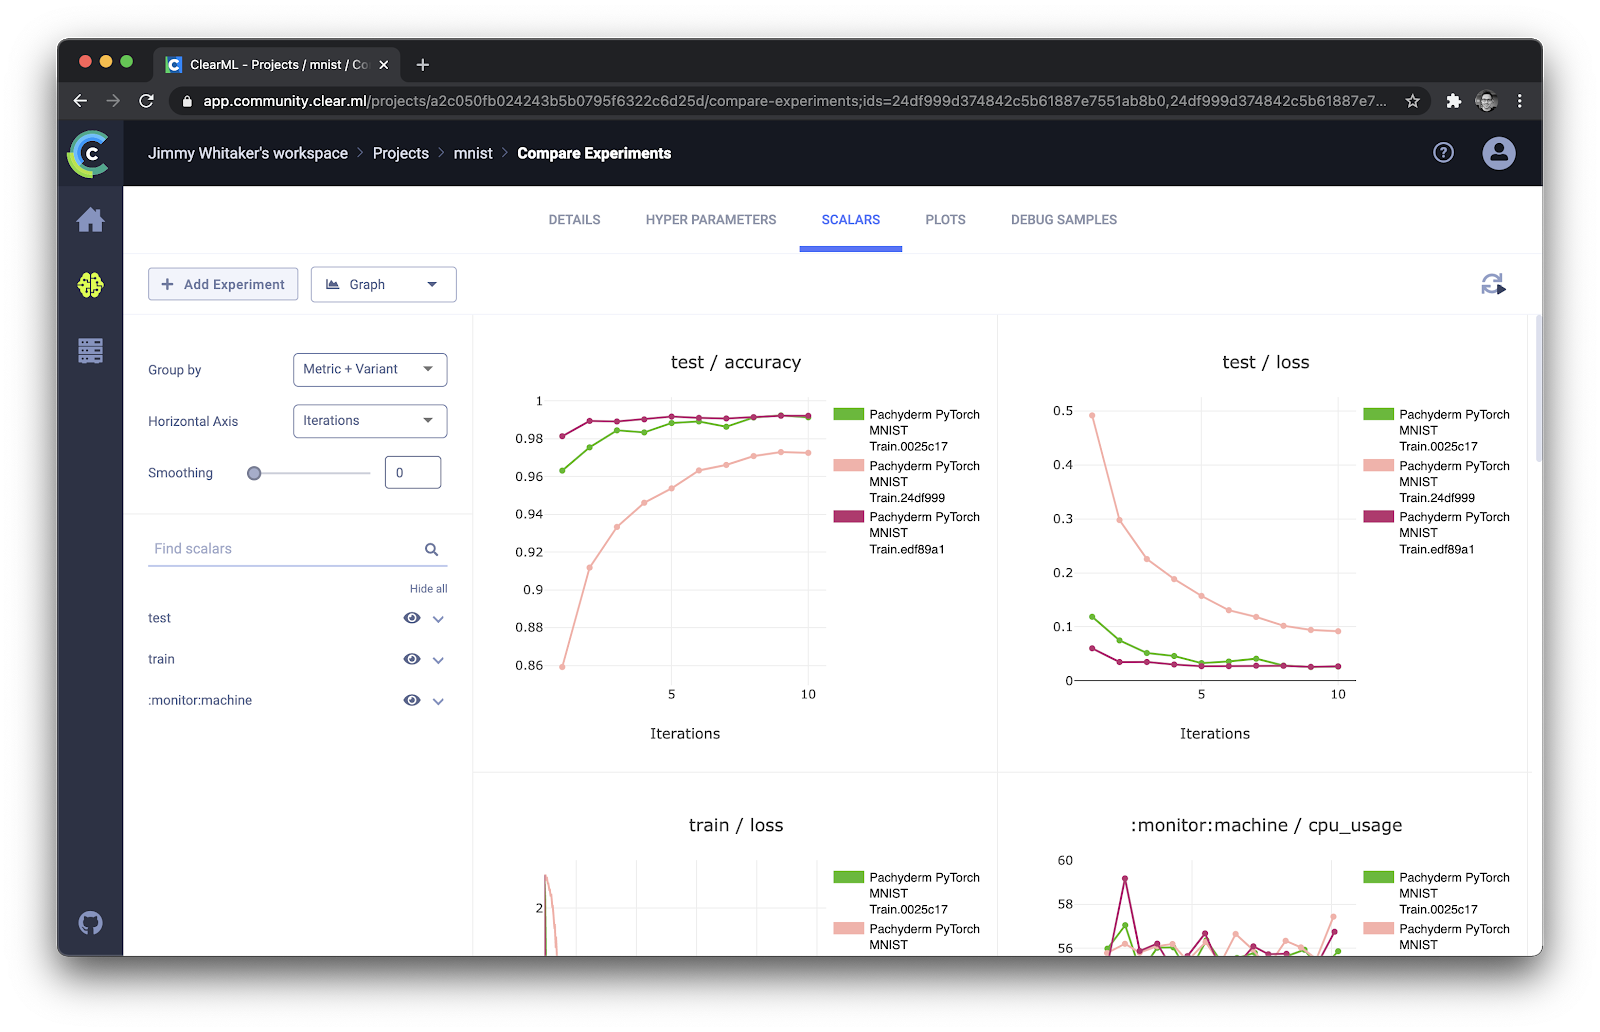 ClearML - Projects / mnist / Co
app.community.clear.ml/projects/a2c050fb024243b5b0795f6322c6d25d/compare-experiments;ids=24df999d374842c5b61887e7551ab8b0,24df999d374842c5b61887e7...
Jimmy Whitaker's workspace > Projects > mnist > Compare Experiments
DETAILS HYPER PARAMETERS SCALARS PLOTS DEBUG SAMPLES
+ Add Experiment Graph
Group by Metric + Variant
Horizontal Axis Iterations
Smoothing 0
Find scalars
Hide all
test
train
:monitor:machine
test / accuracy
1
0.98
0.96
0.94
0.92
0.9
0.88
0.86
5 10
Iterations
Pachyderm PyTorch
MNIST
Train.0025c17
Pachyderm PyTorch
MNIST
Train.24df999
Pachyderm PyTorch
MNIST
Train.edf89a1
test / loss
0.5
0.4
0.3
0.2
0.1
0
5 10
Iterations
Pachyderm PyTorch
MNIST
Train.0025c17
Pachyderm PyTorch
MNIST
Train.24df999
Pachyderm PyTorch
MNIST
Train.edf89a1
train / loss
2
Pachyderm PyTorch
MNIST
Train.0025c17
Pachyderm PyTorch
MNIST
:monitor:machine / cpu_usage
60
58
56
Pachyderm PyTorch
MNIST
Train.0025c17
Pachyderm PyTorch
MNIST